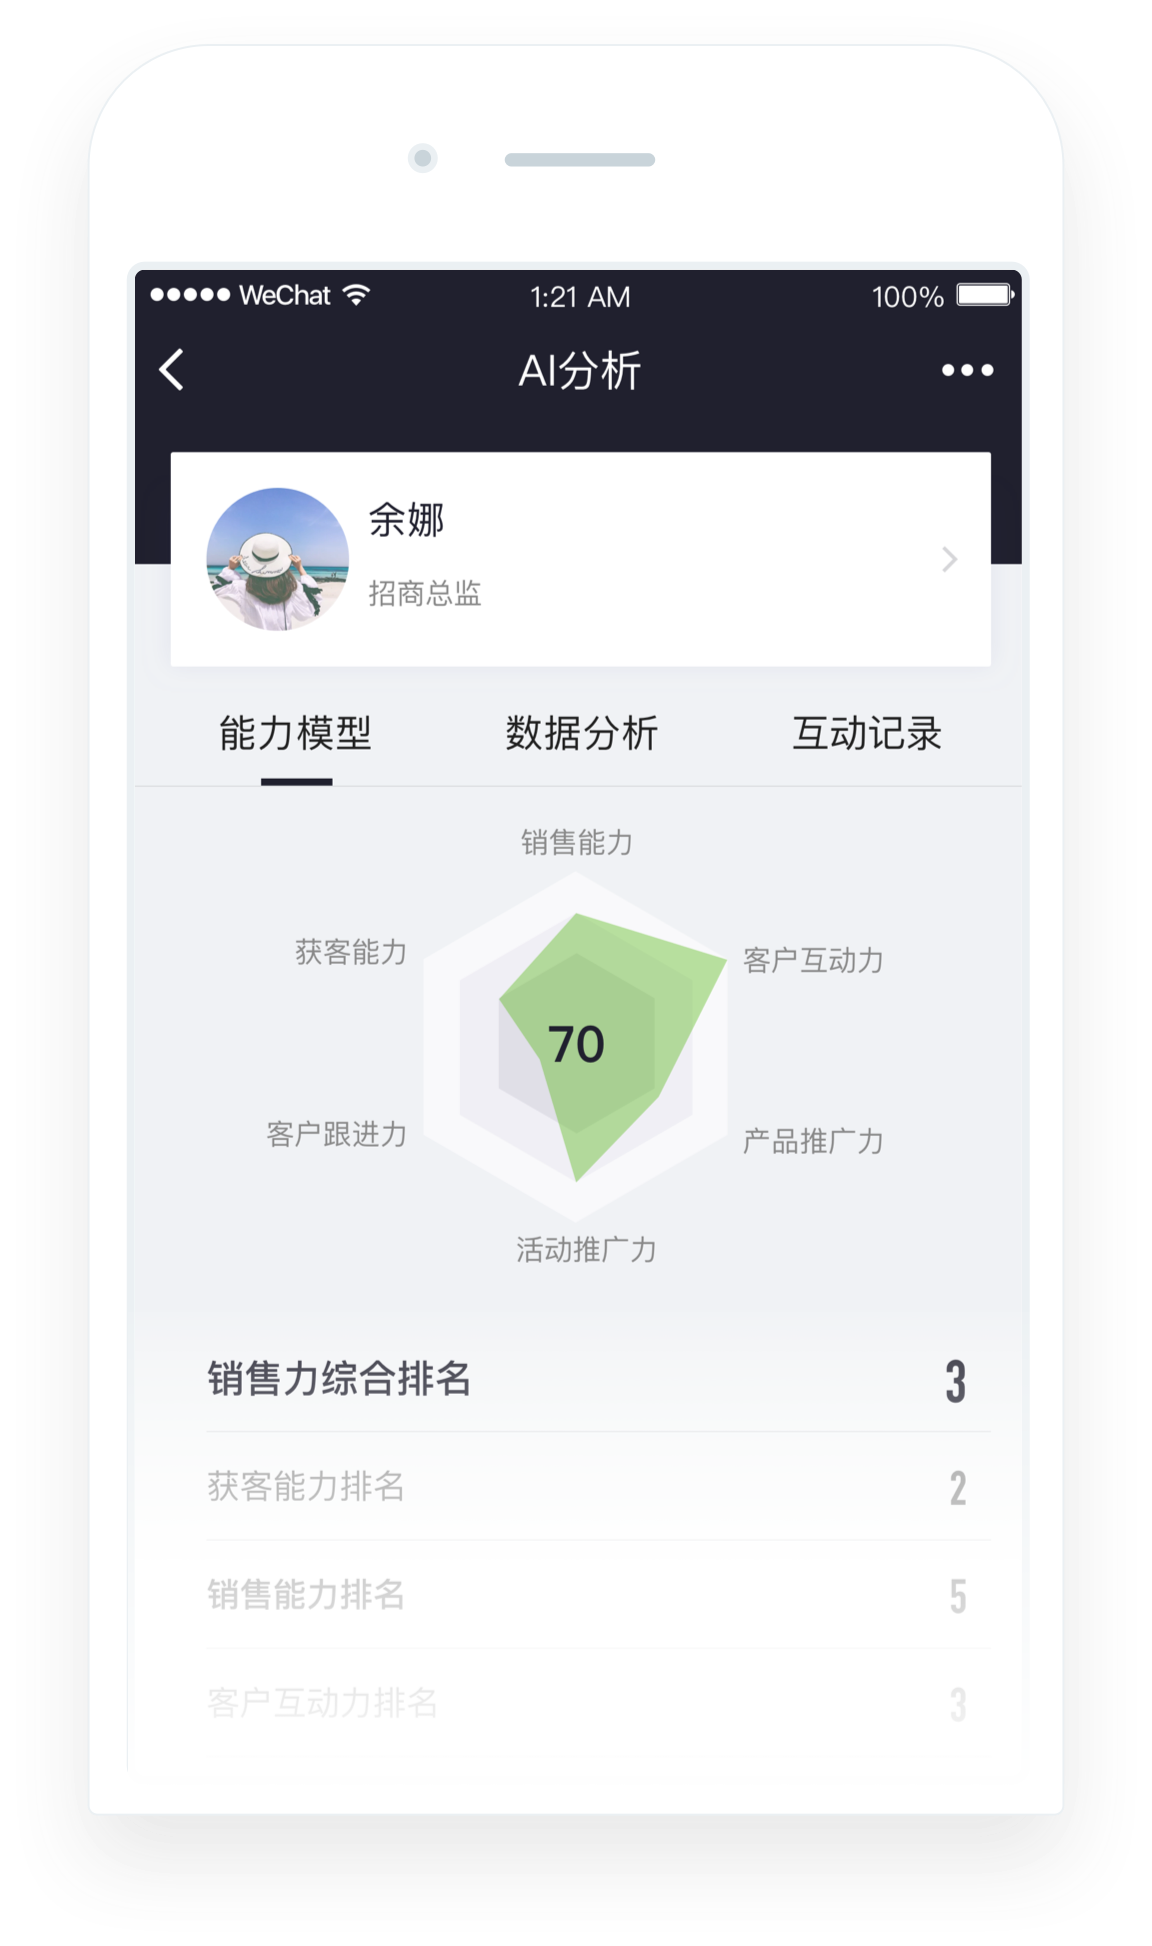 WeChat 1:21 AM 100%
AI分析
余娜
招商总监
能力模型 数据分析 互动记录
销售能力
获客能力 客户互动力
70
客户跟进力 产品推广力
活动推广力
销售力综合排名 3
获客能力排名 2
销售能力排名 5
客户互动力排名 3